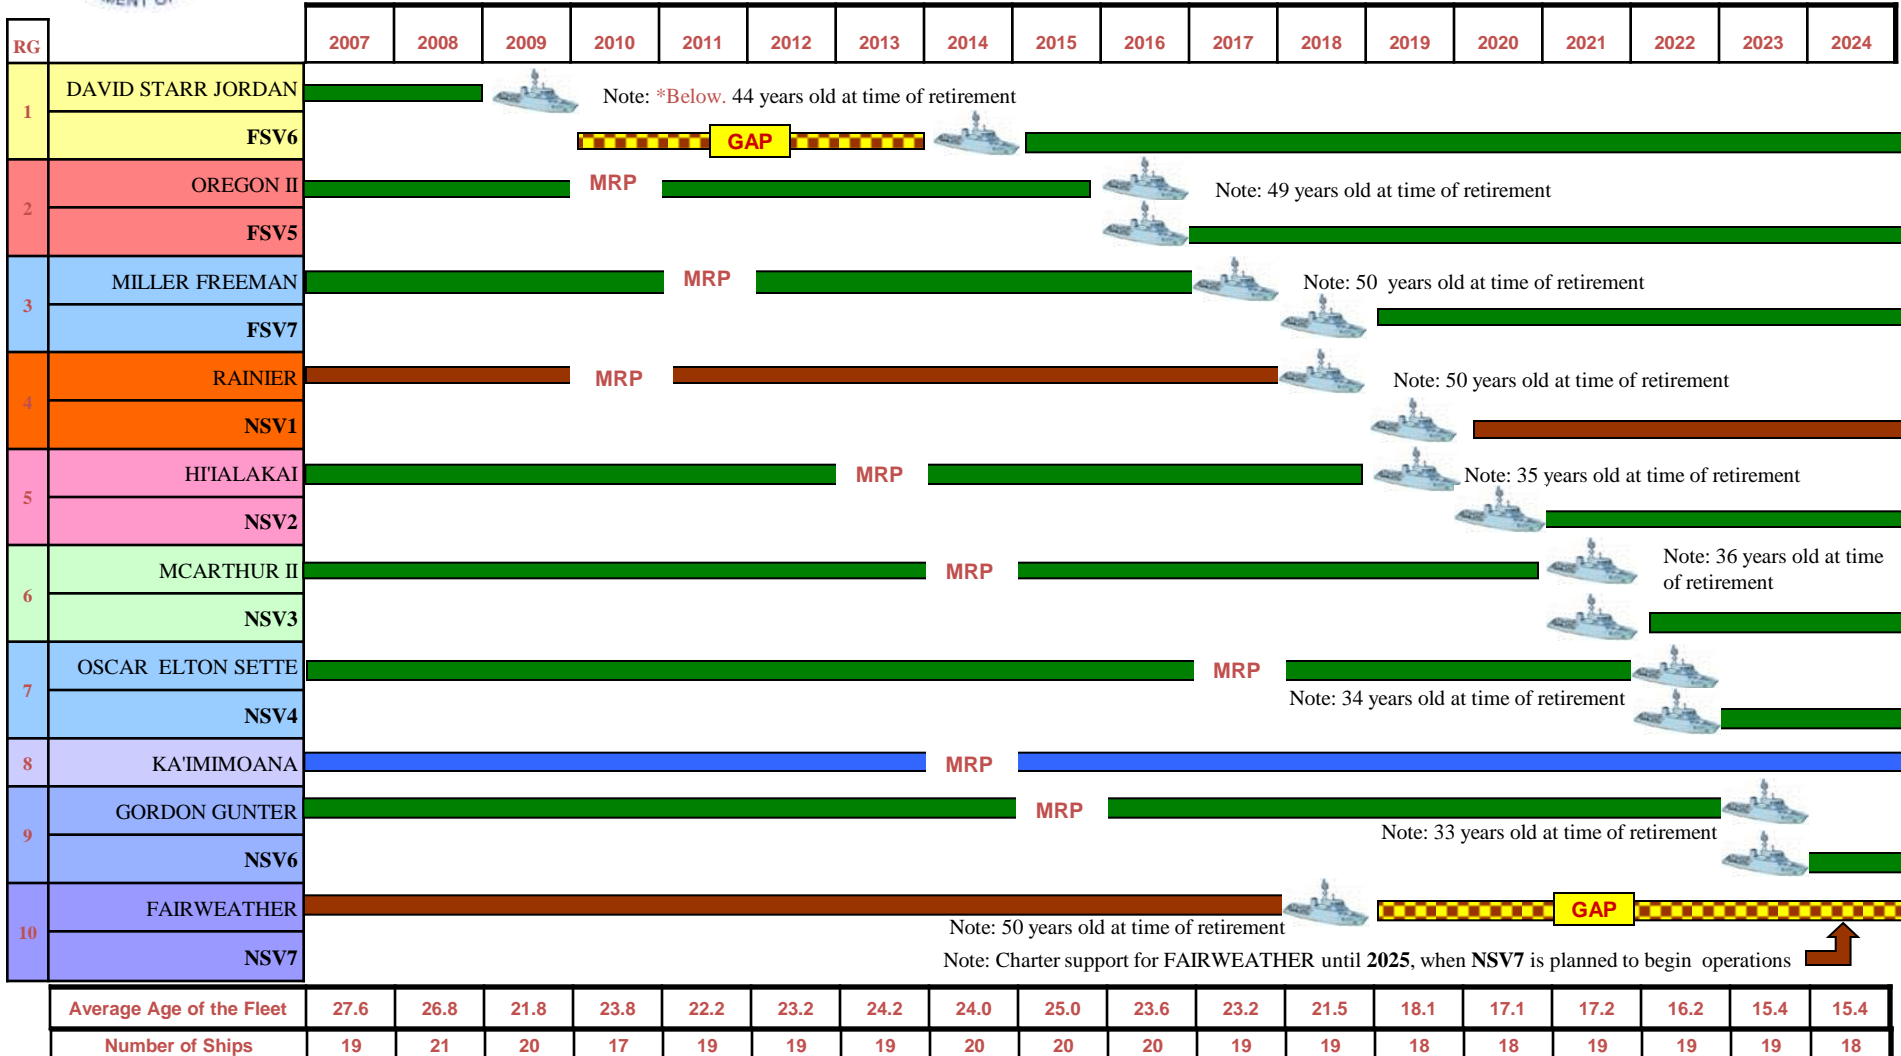 MENT OF
RG 2007 2008 2009 2010 2011 2012 2013 2014 2015 2016 2017 2018 2019 2020 2021 2022 2023 2024
1
DAVID STARR JORDAN
Note: *Below. 44 years old at time of retirement
FSV6
GAP
2
OREGON II
MRP
Note: 49 years old at time of retirement
FSV5
3
MILLER FREEMAN
MRP
Note: 50 years old at time of retirement
FSV7
4
RAINIER
MRP
Note: 50 years old at time of retirement
NSV1
5
HI'IALAKAI
MRP
Note: 35 years old at time of retirement
NSV2
6
MCARTHUR II
MRP
Note: 36 years old at time
of retirement
NSV3
7
OSCAR ELTON SETTE
MRP
Note: 34 years old at time of retirement
NSV4
8
KA'IMIMOANA
MRP
9
GORDON GUNTER
MRP
Note: 33 years old at time of retirement
NSV6
10
FAIRWEATHER
GAP
Note: 50 years old at time of retirement
NSV7
Note: Charter support for FAIRWEATHER until 2025, when NSV7 is planned to begin operations
Average Age of the Fleet 27.6 26.8 21.8 23.8 22.2 23.2 24.2 24.0 25.0 23.6 23.2 21.5 18.1 17.1 17.2 16.2 15.4 15.4
Number of Ships 19 21 20 17 19 19 19 20 20 20 19 19 18 18 19 19 19 18